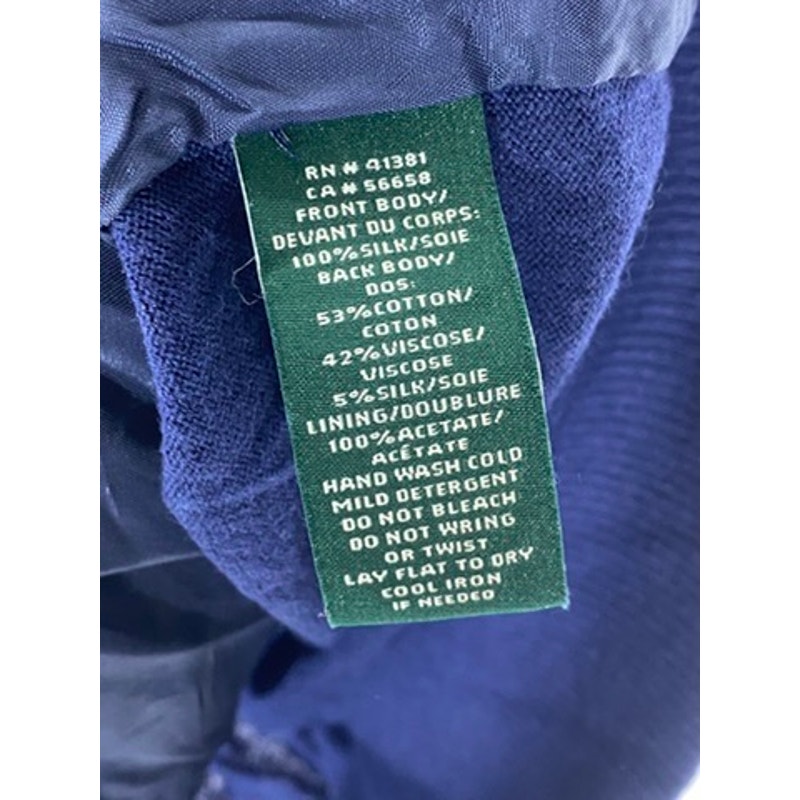 RN # 41381
CA # 56658
FRONT BODY/
DEVANT DU CORPS:
100%SILK/SOIE
BACK BODY/
DOS:
53%COTTON/
COTON
42%VISCOSE/
VISCOSE
5%SILK/SOIE
LINING/DOUBLURE
100%ACETATE/
ACÉTATE
HAND WASH COLD
MILD DETERGENT
DO NOT BLEACH
DO NOT WRING
OR TWIST
LAY FLAT TO DRY
COOL IRON
IF NEEDED